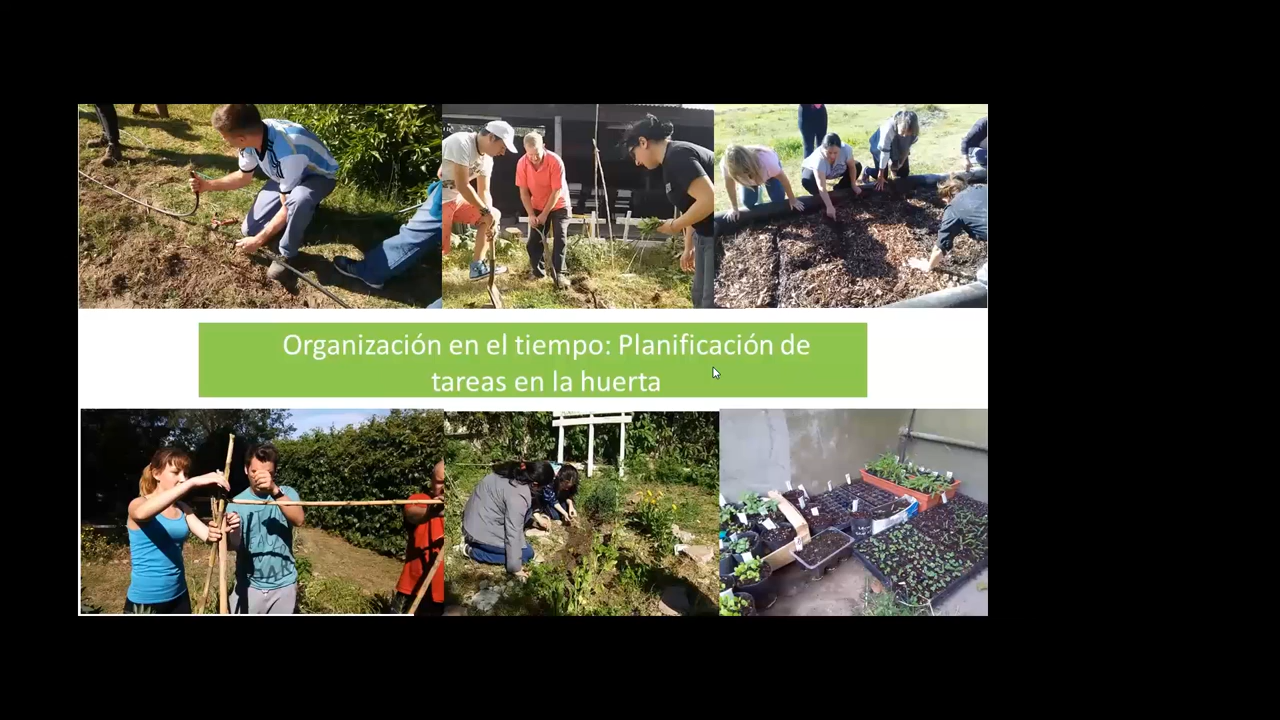 Organización en el tiempo: Planificación de
tareas en la huerta